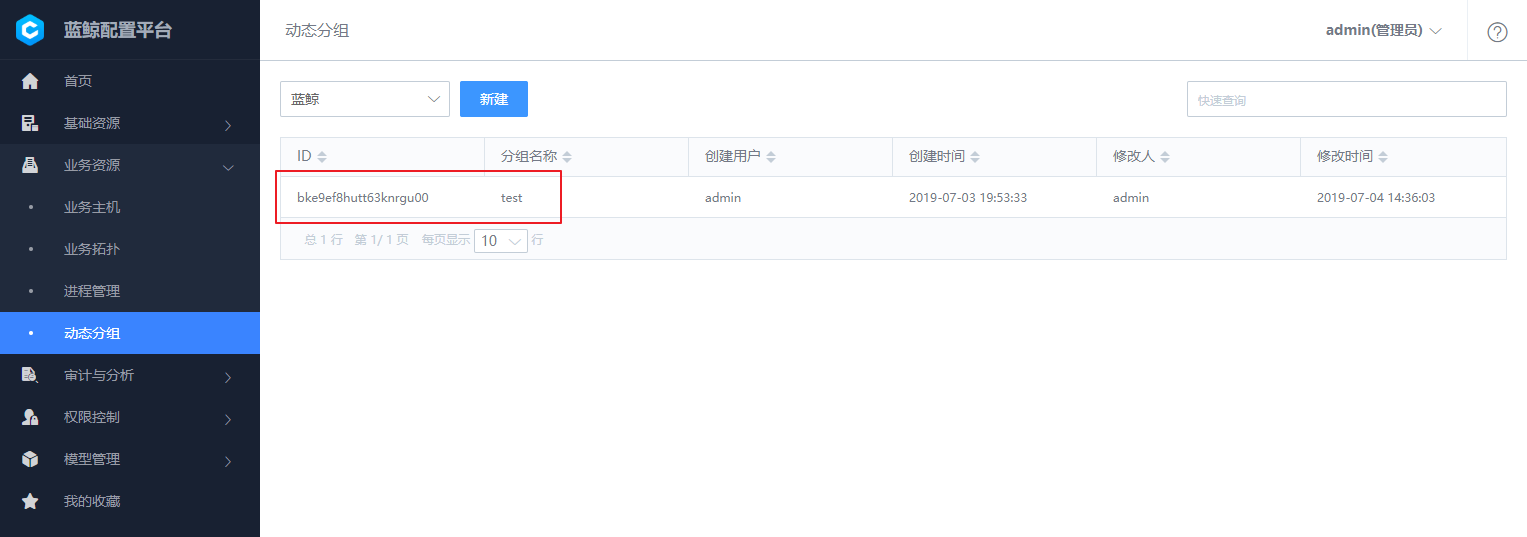 蓝鲸配置平台
动态分组
admin(管理员)
首页
基础资源
业务资源
业务主机
业务拓扑
进程管理
动态分组
审计与分析
权限控制
模型管理
我的收藏
蓝鲸
新建
快速查询
ID 分组名称 创建用户 创建时间 修改人 修改时间
bke9ef8hutt63knrgu00 test admin 2019-07-03 19:53:33 admin 2019-07-04 14:36:03
总 1 行 第 1/ 1 页 每页显示 10 行